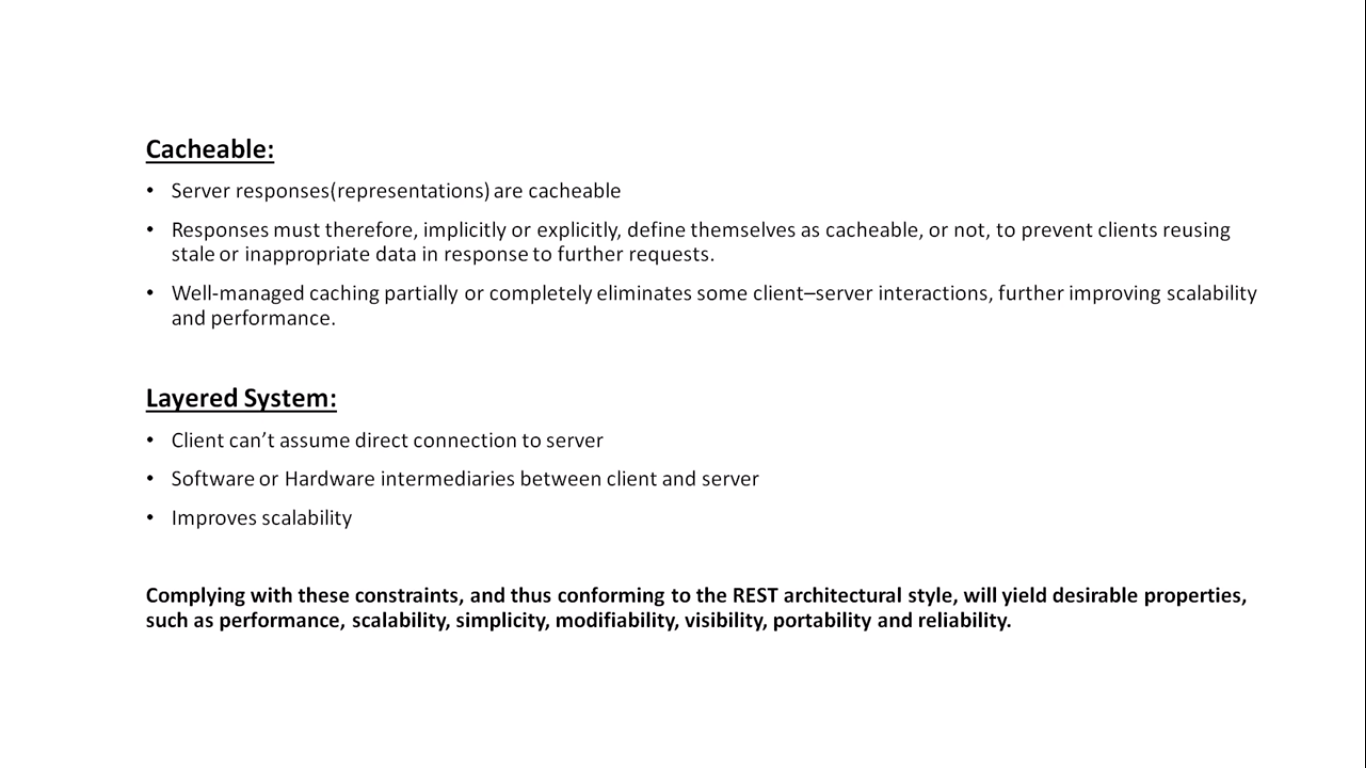 Cacheable:
• Server responses(representations) are cacheable
• Responses must therefore, implicitly or explicitly, define themselves as cacheable, or not, to prevent clients reusing
stale or inappropriate data in response to further requests.
• Well-managed caching partially or completely eliminates some client–server interactions, further improving scalability
and performance.
Layered System:
• Client can’t assume direct connection to server
• Software or Hardware intermediaries between client and server
• Improves scalability
Complying with these constraints, and thus conforming to the REST architectural style, will yield desirable properties,
such as performance, scalability, simplicity, modifiability, visibility, portability and reliability.